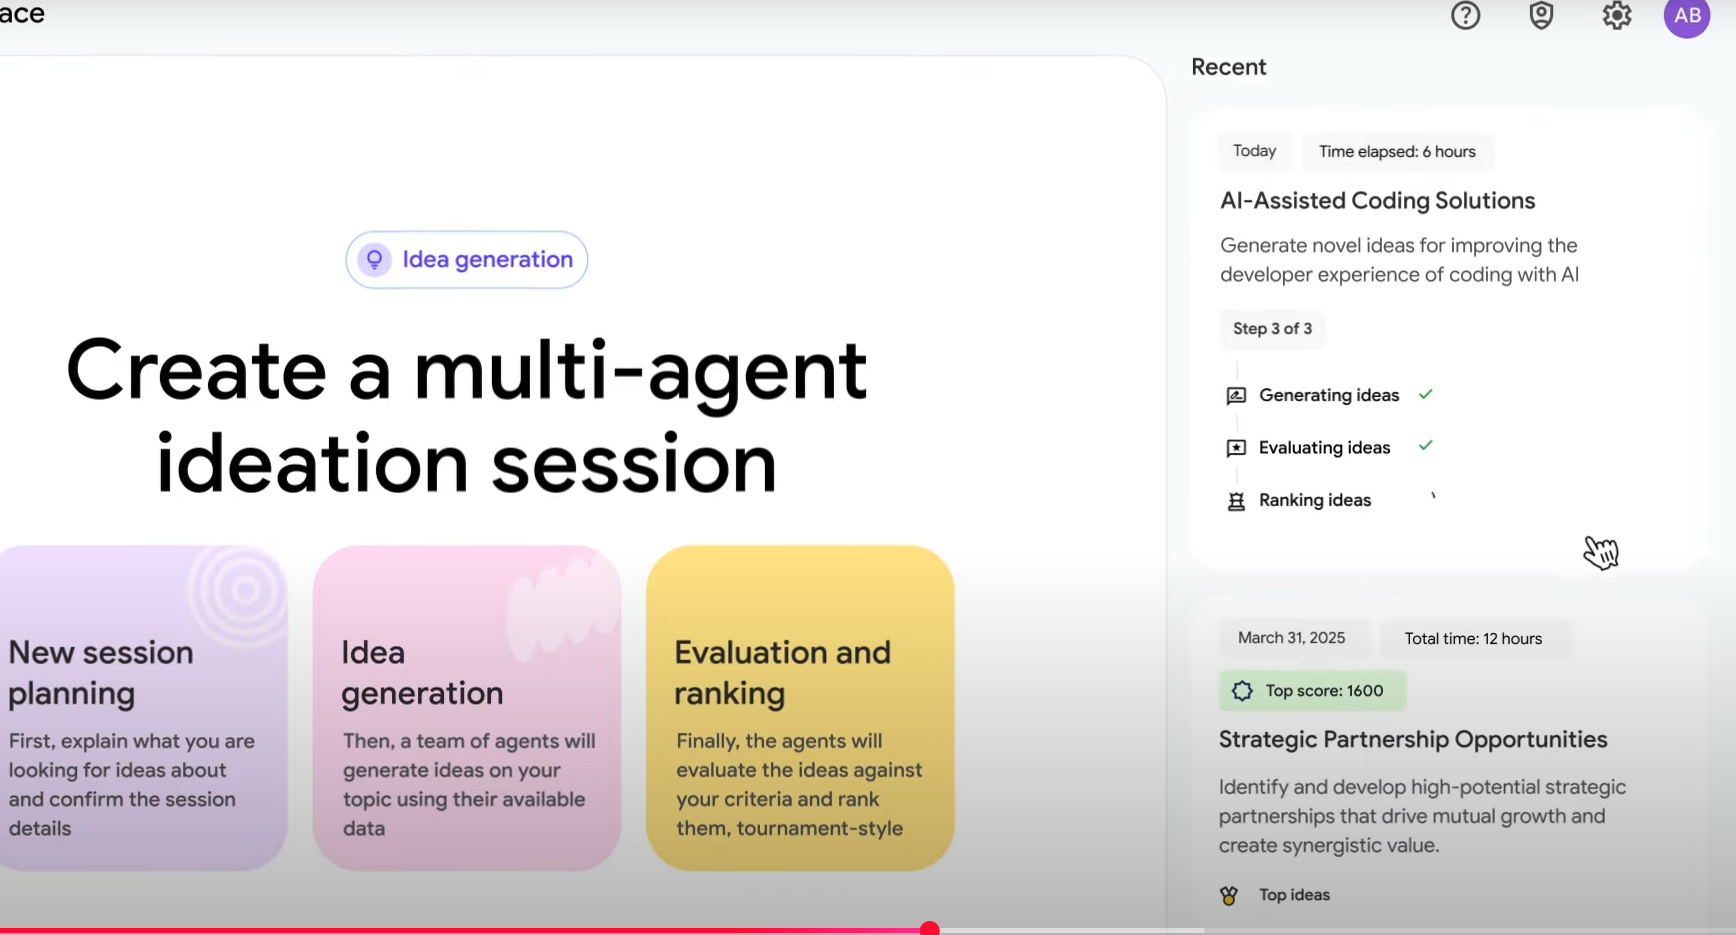 ace
AB
Idea generation
Create a multi-agent
ideation session
New session
planning
First, explain what you are
looking for ideas about
and confirm the session
details
Idea
generation
Then, a team of agents will
generate ideas on your
topic using their available
data
Evaluation and
ranking
Finally, the agents will
evaluate the ideas against
your criteria and rank
them, tournament-style
Recent
Today
Time elapsed: 6 hours
AI-Assisted Coding Solutions
Generate novel ideas for improving the
developer experience of coding with AI
Step 3 of 3
Generating ideas
Evaluating ideas
Ranking ideas
March 31, 2025
Total time: 12 hours
Top score: 1600
Strategic Partnership Opportunities
Identify and develop high-potential strategic
partnerships that drive mutual growth and
create synergistic value.
Top ideas